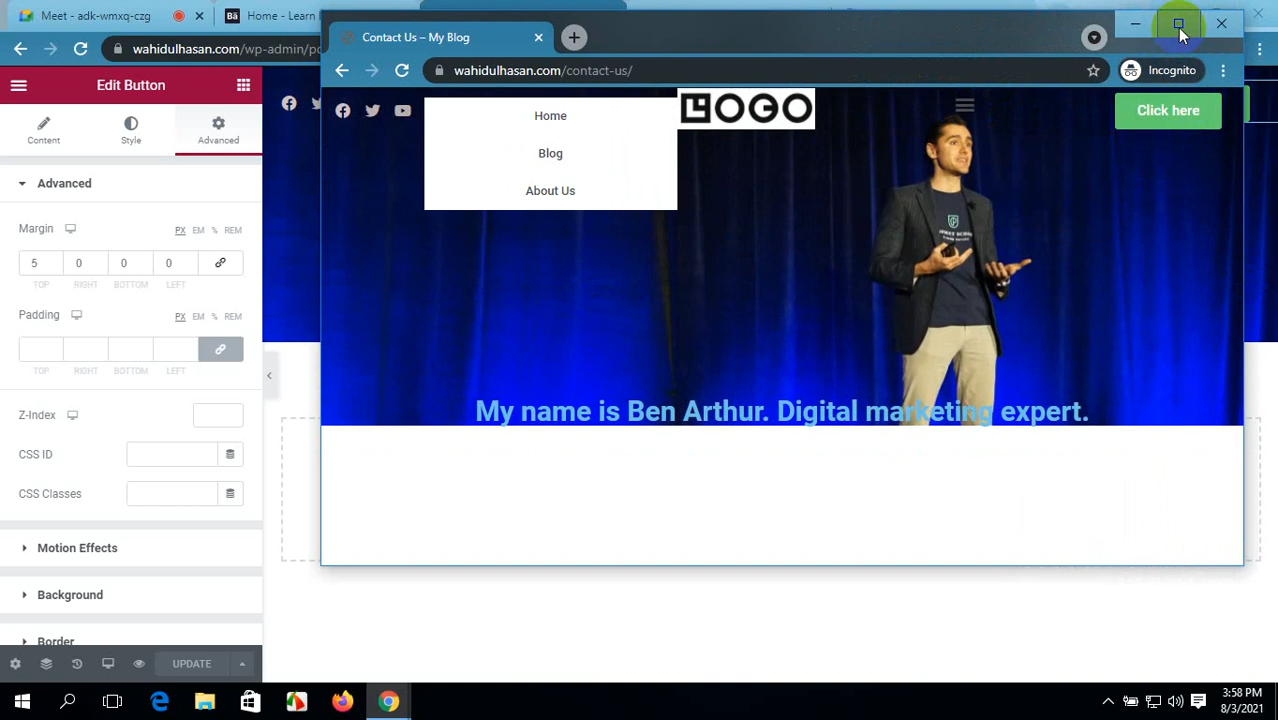 Meet - adk-wmxq-czg
Home - Learn
wahidulhasan.com/wp-admin/po
Contact Us – My Blog
wahidulhasan.com/contact-us/
Incognito
Edit Button
Content
Style
Advanced
Advanced
Margin
PX EM % REM
5 0 0 0
TOP RIGHT BOTTOM LEFT
Padding
PX EM % REM
TOP RIGHT BOTTOM LEFT
Z-Index
CSS ID
CSS Classes
Motion Effects
Background
Border
UPDATE
Home
Blog
About Us
LOGO
Click here
My name is Ben Arthur. Digital marketing expert.
3:58 PM
8/3/2021